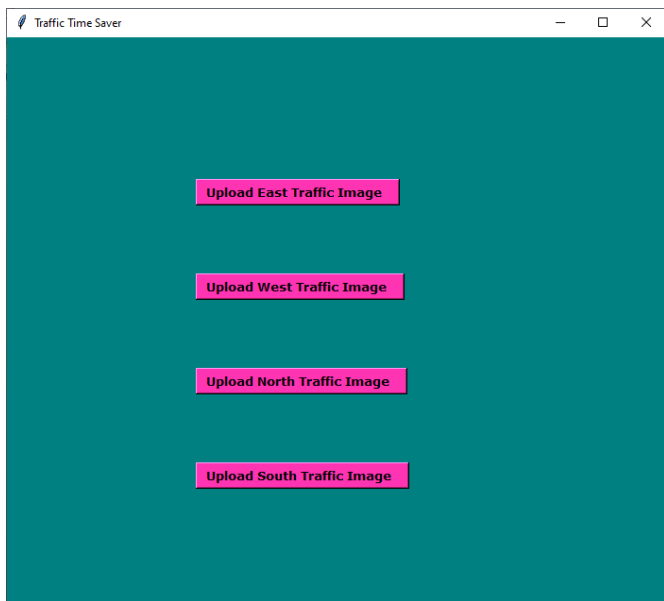 Traffic Time Saver
Upload East Traffic Image
Upload West Traffic Image
Upload North Traffic Image
Upload South Traffic Image